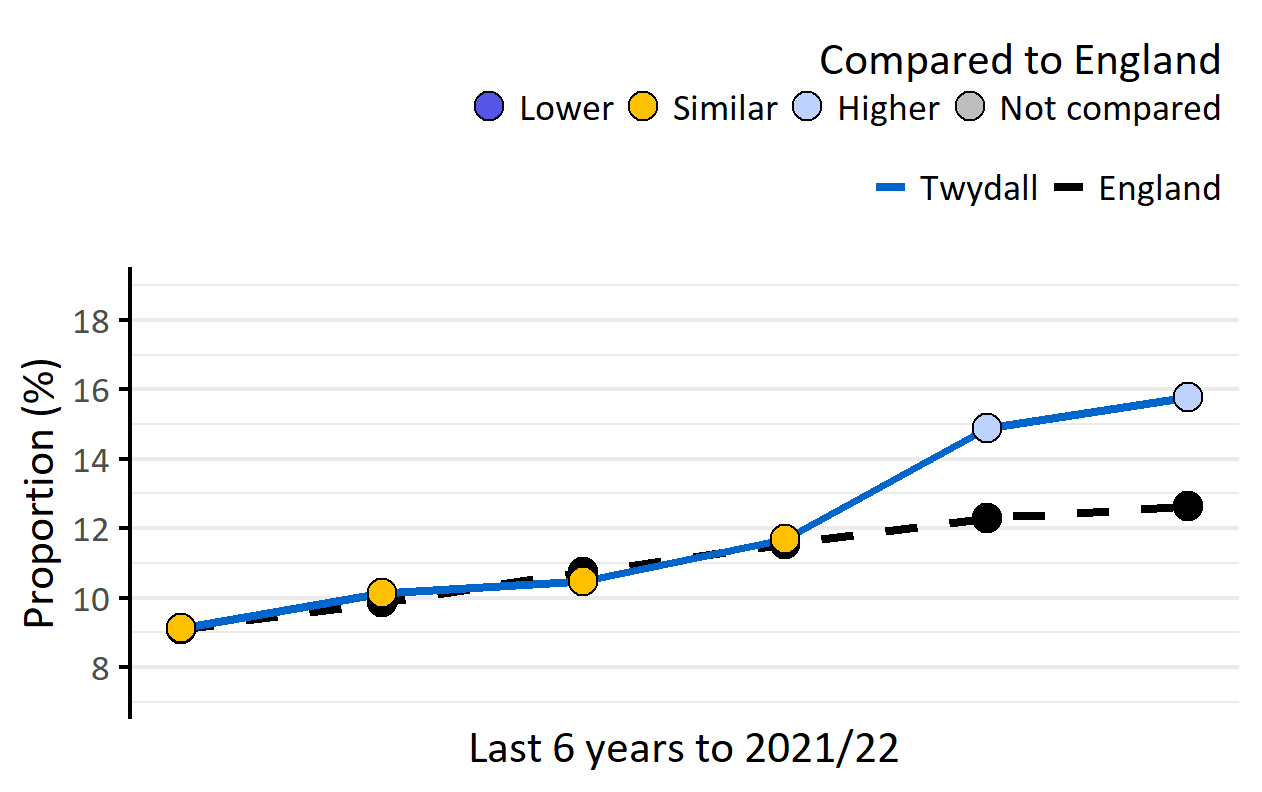 Compared to England
Lower Similar Higher Not compared
Twydall England
Proportion (%)
18
16
14
12
10
8
Last 6 years to 2021/22